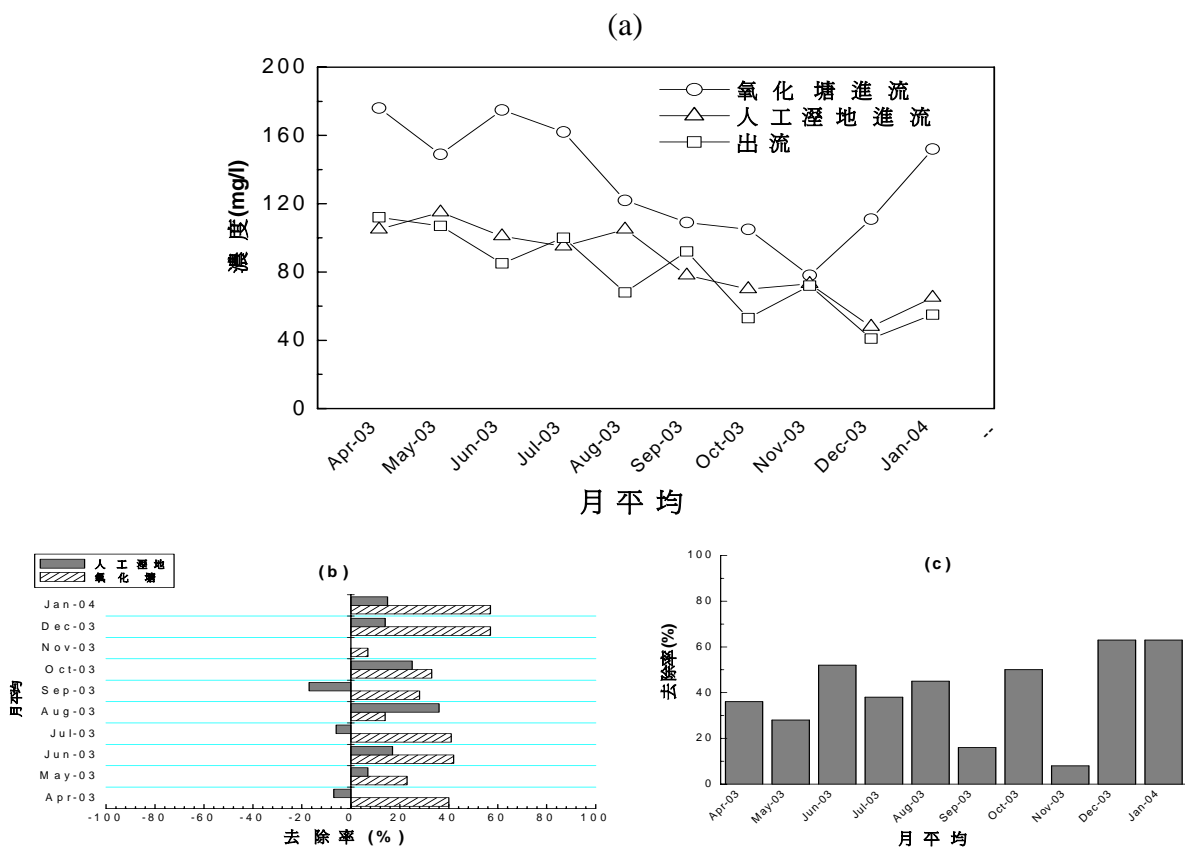 (a)
200
160
120
80
40
0
濃度(mg/l)
氧化塘進流
人工溼地進流
出流
Apr-03
May-03
Jun-03
Jul-03
Aug-03
Sep-03
Oct-03
Nov-03
Dec-03
Jan-04
--
月平均
人工溼地
氧化塘
(b)
Jan-04
Dec-03
Nov-03
Oct-03
Sep-03
Aug-03
Jul-03
Jun-03
May-03
Apr-03
月平均
-100 -80 -60 -40 -20 0 20 40 60 80 100
去除率(%)
(c)
100
80
60
40
20
0
去除率(%)
Apr-03
May-03
Jun-03
Jul-03
Aug-03
Sep-03
Oct-03
Nov-03
Dec-03
Jan-04
月平均